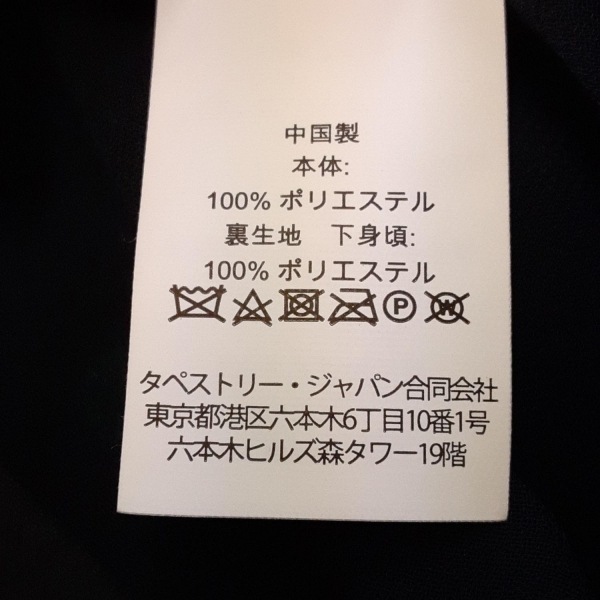 中国製
本体:
100% ポリエステル
裏生地　下身頃:
100% ポリエステル
P W
タペストリー・ジャパン合同会社
東京都港区六本木6丁目10番1号
六本木ヒルズ森タワー19階